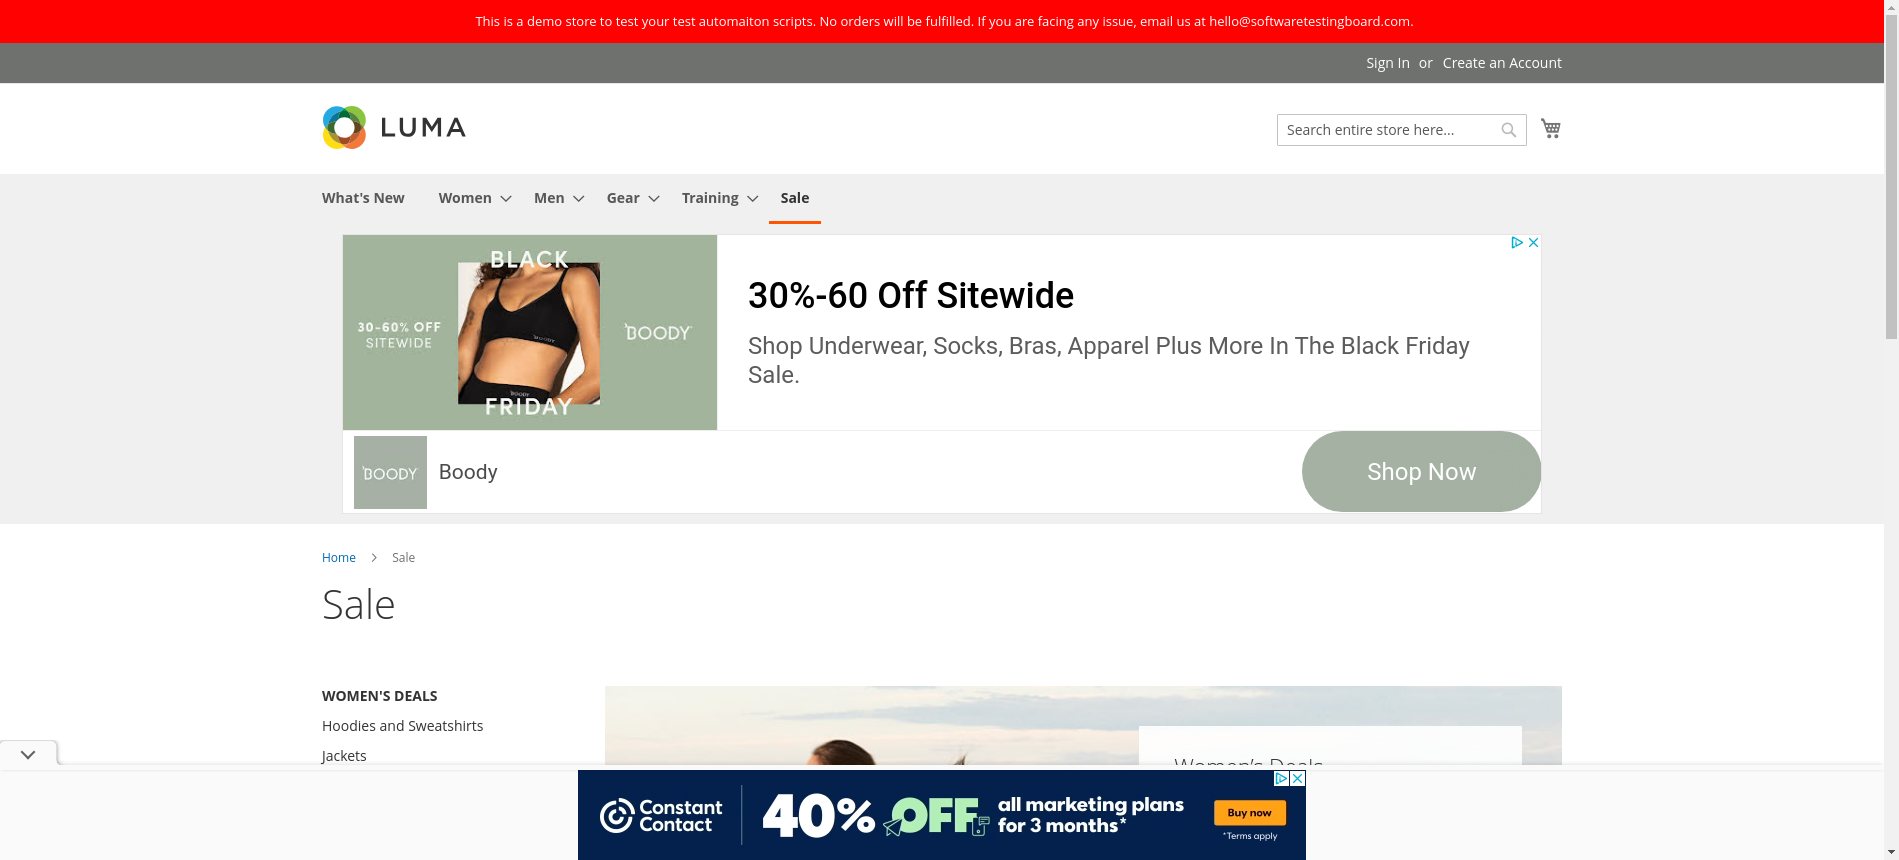 This is a demo store to test your test automaiton scripts. No orders will be fulfilled. If you are facing any issue, email us at hello@softwaretestingboard.com.
Sign In or Create an Account
LUMA
Search entire store here...
What's New
Women
Men
Gear
Training
Sale
BLACK
30-60% OFF
SITEWIDE
BOODY
BOODY
BOODY
FRIDAY
30%-60 Off Sitewide
Shop Underwear, Socks, Bras, Apparel Plus More In The Black Friday
Sale.
BOODY
Boody
Shop Now
Home
Sale
Sale
WOMEN'S DEALS
Hoodies and Sweatshirts
Jackets
Women's Deals
Constant
Contact
40% OFF
all marketing plans
for 3 months*
Buy now
*Terms apply